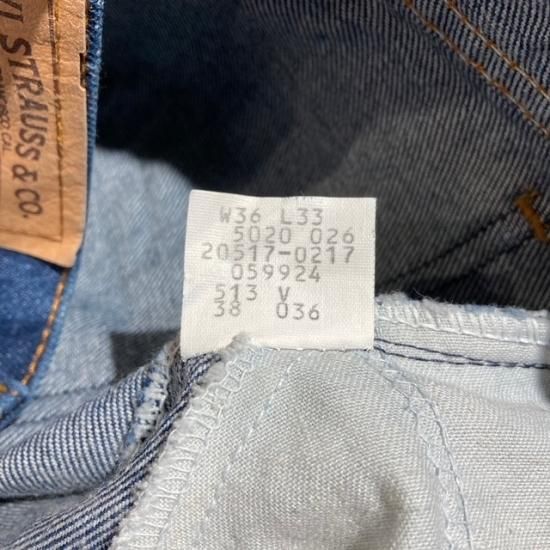 STRAUSS & CO.
W36 L33
5020 026
20517-0217
059924
513 V
38 036